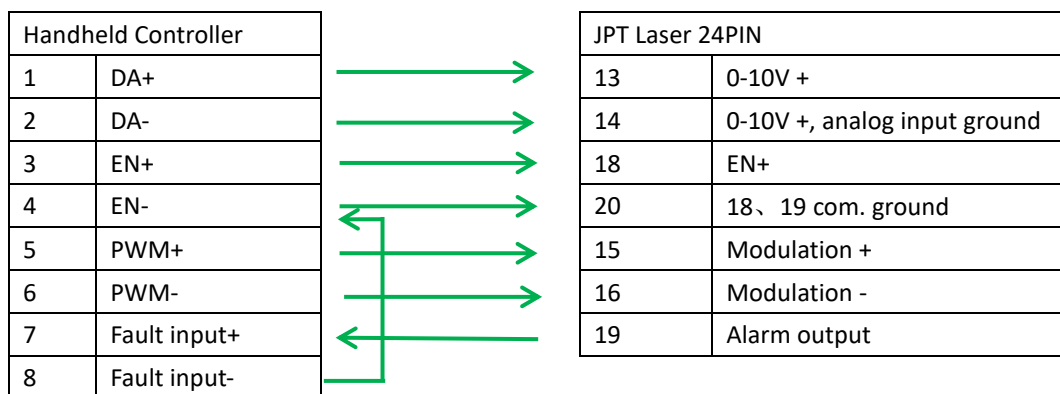 Handheld Controller
1 DA+
2 DA-
3 EN+
4 EN-
5 PWM+
6 PWM-
7 Fault input+
8 Fault input-
JPT Laser 24PIN
13 0-10V +
14 0-10V +, analog input ground
18 EN+
20 18、19 com. ground
15 Modulation +
16 Modulation -
19 Alarm output